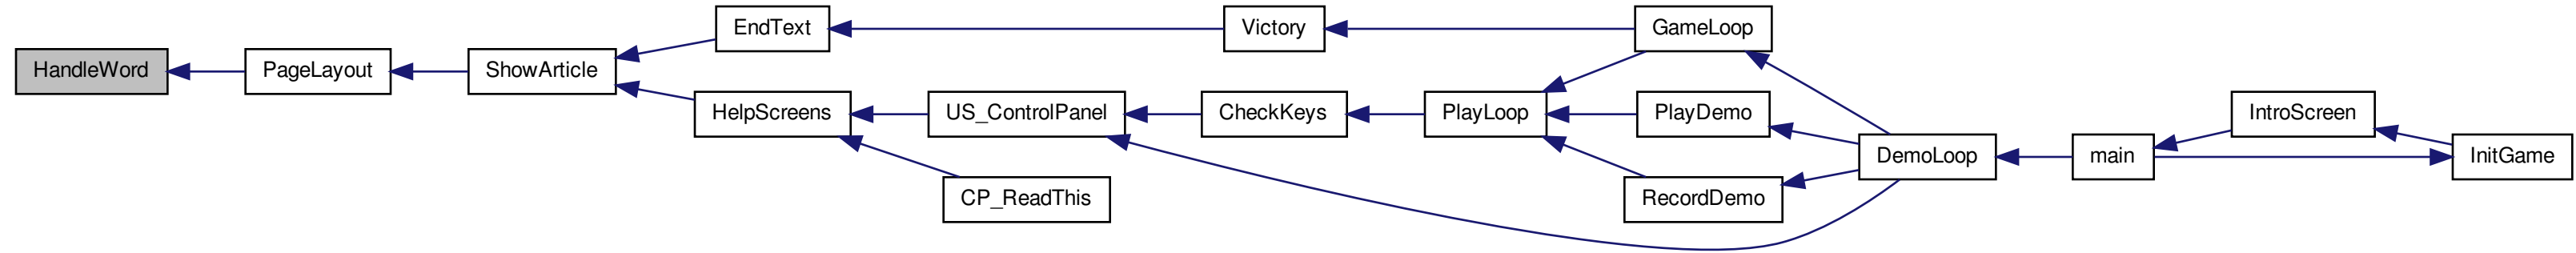 HandleWord
PageLayout
ShowArticle
EndText
HelpScreens
Victory
US_ControlPanel
CP_ReadThis
CheckKeys
GameLoop
PlayLoop
PlayDemo
RecordDemo
DemoLoop
main
IntroScreen
InitGame